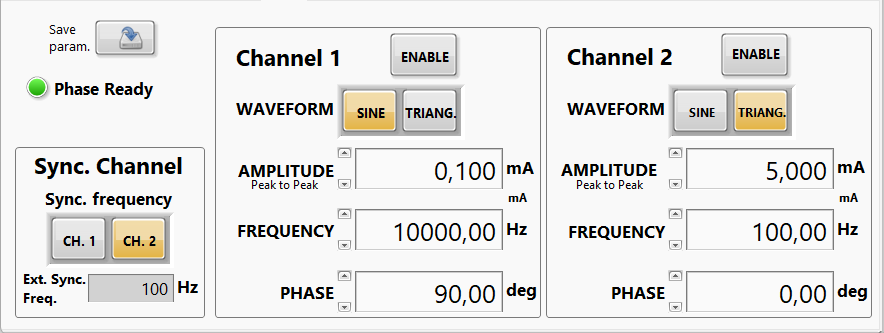 Save
param.
Phase Ready
Sync. Channel
Sync. frequency
CH. 1 CH. 2
Ext. Sync.
Freq. 100 Hz
Channel 1 ENABLE
WAVEFORM SINE TRIANG.
AMPLITUDE 0,100 mA
Peak to Peak
mA
FREQUENCY 10000,00 Hz
PHASE 90,00 deg
Channel 2 ENABLE
WAVEFORM SINE TRIANG.
AMPLITUDE 5,000 mA
Peak to Peak
mA
FREQUENCY 100,00 Hz
PHASE 0,00 deg